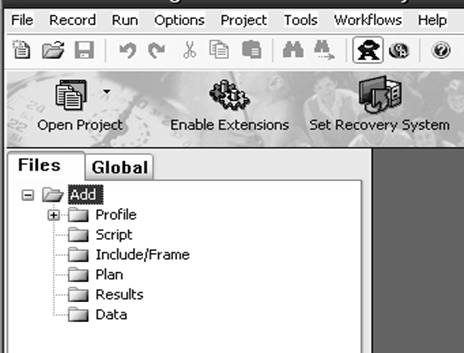 File Record Run Options Project Tools Workflows Help
Open Project Enable Extensions Set Recovery System
Files Global
Add
Profile
Script
Include/Frame
Plan
Results
Data